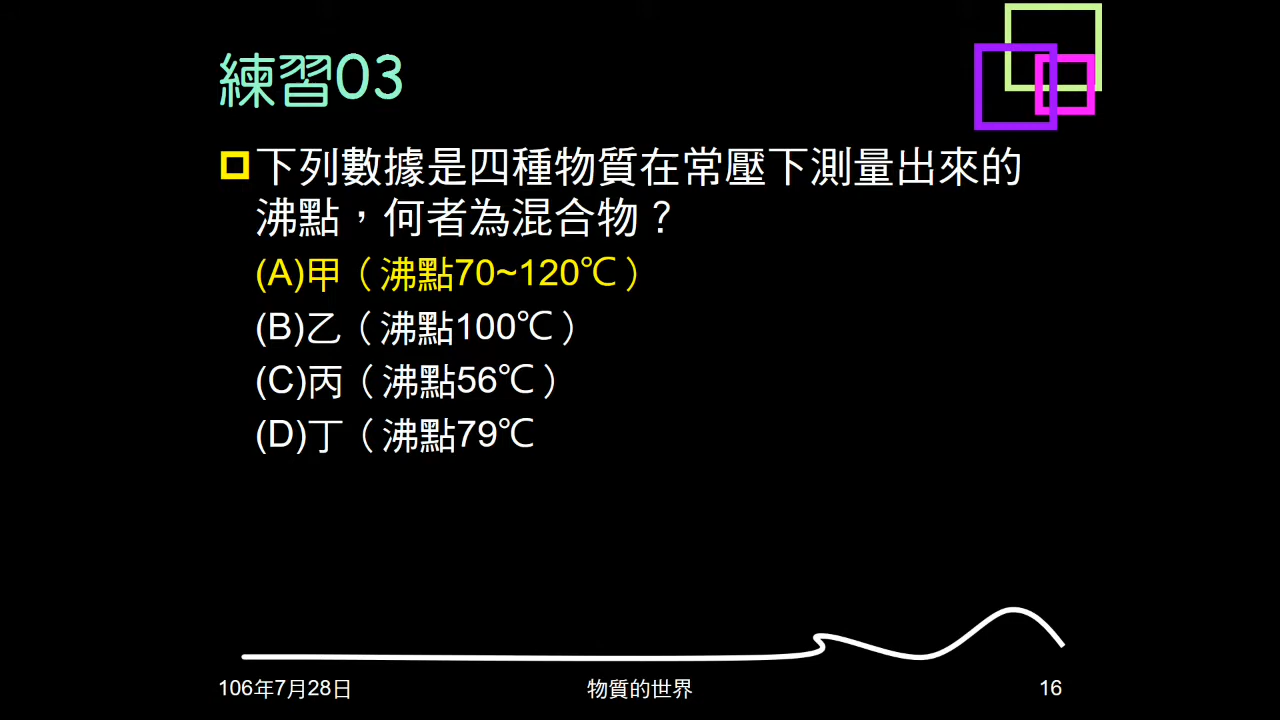 練習03
下列數據是四種物質在常壓下測量出來的
沸點，何者為混合物？
(A)甲（沸點70~120℃）
(B)乙（沸點100℃）
(C)丙（沸點56℃）
(D)丁（沸點79℃
106年7月28日
物質的世界
16